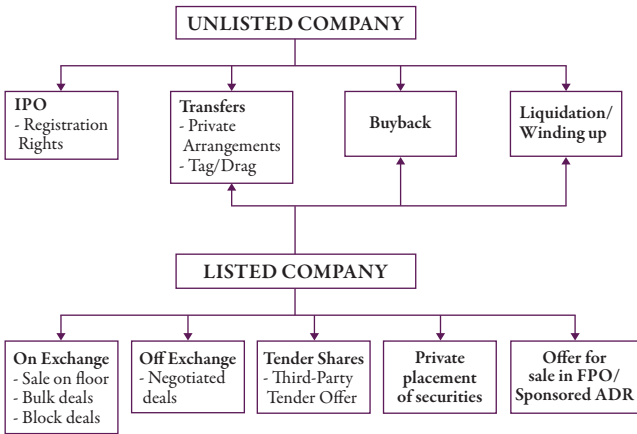 UNLISTED COMPANY
IPO
- Registration
Rights
Transfers
- Private
Arrangements
- Tag/Drag
Buyback
Liquidation/
Winding up
LISTED COMPANY
On Exchange
- Sale on floor
- Bulk deals
- Block deals
Off Exchange
- Negotiated
deals
Tender Shares
- Third-Party
Tender Offer
Private
placement
of securities
Offer for
sale in FPO/
Sponsored ADR